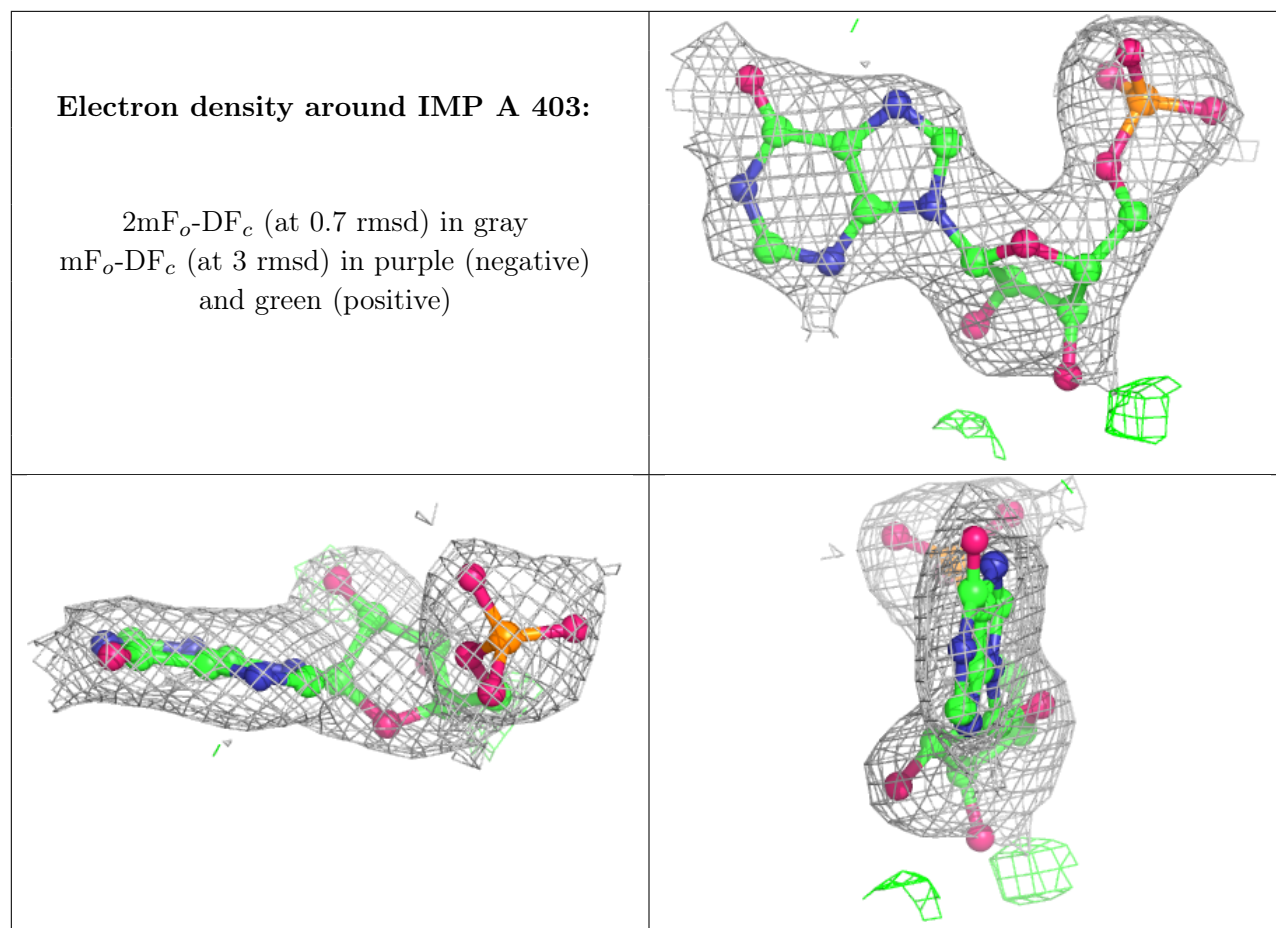 Electron density around IMP A 403:
2mFo-DFc (at 0.7 rmsd) in gray
mFo-DFc (at 3 rmsd) in purple (negative)
and green (positive)